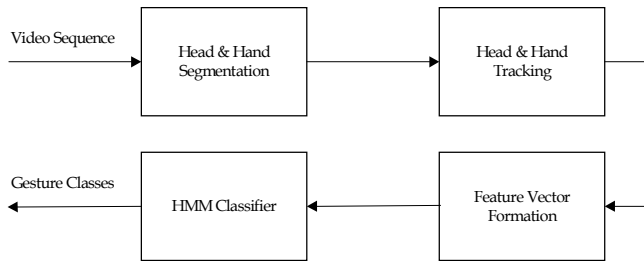 Video Sequence
Head & Hand
Segmentation
Head & Hand
Tracking
Gesture Classes
HMM Classifier
Feature Vector
Formation